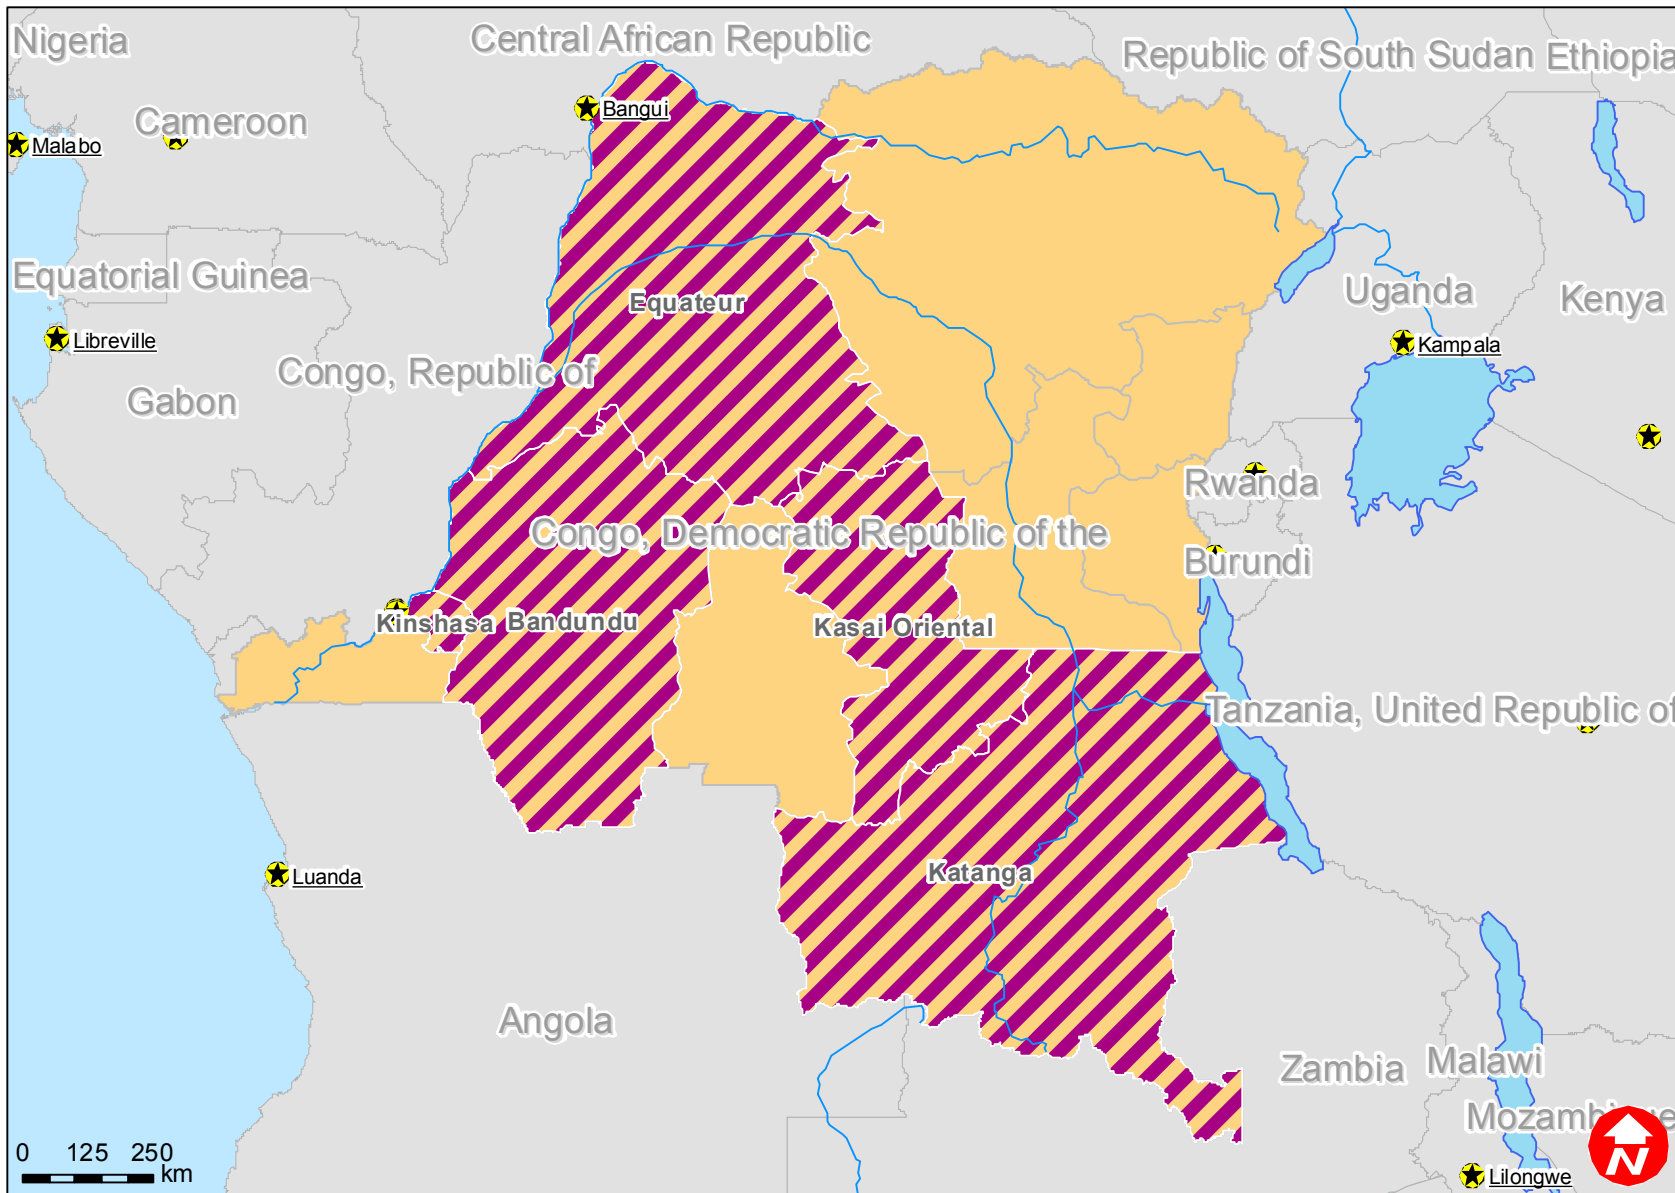 Nigeria
Central African Republic
Republic of South Sudan
Ethiopia
Cameroon
Bangui
Malabo
Equatorial Guinea
Equateur
Uganda
Kenya
Libreville
Kampala
Congo, Republic of
Gabon
Rwanda
Congo, Democratic Republic of the
Burundi
Kinshasa
Bandundu
Kasai Oriental
Tanzania, United Republic of
Luanda
Katanga
Angola
Zambia
Malawi
Mozambique
0 125 250
km
N
Lilongwe